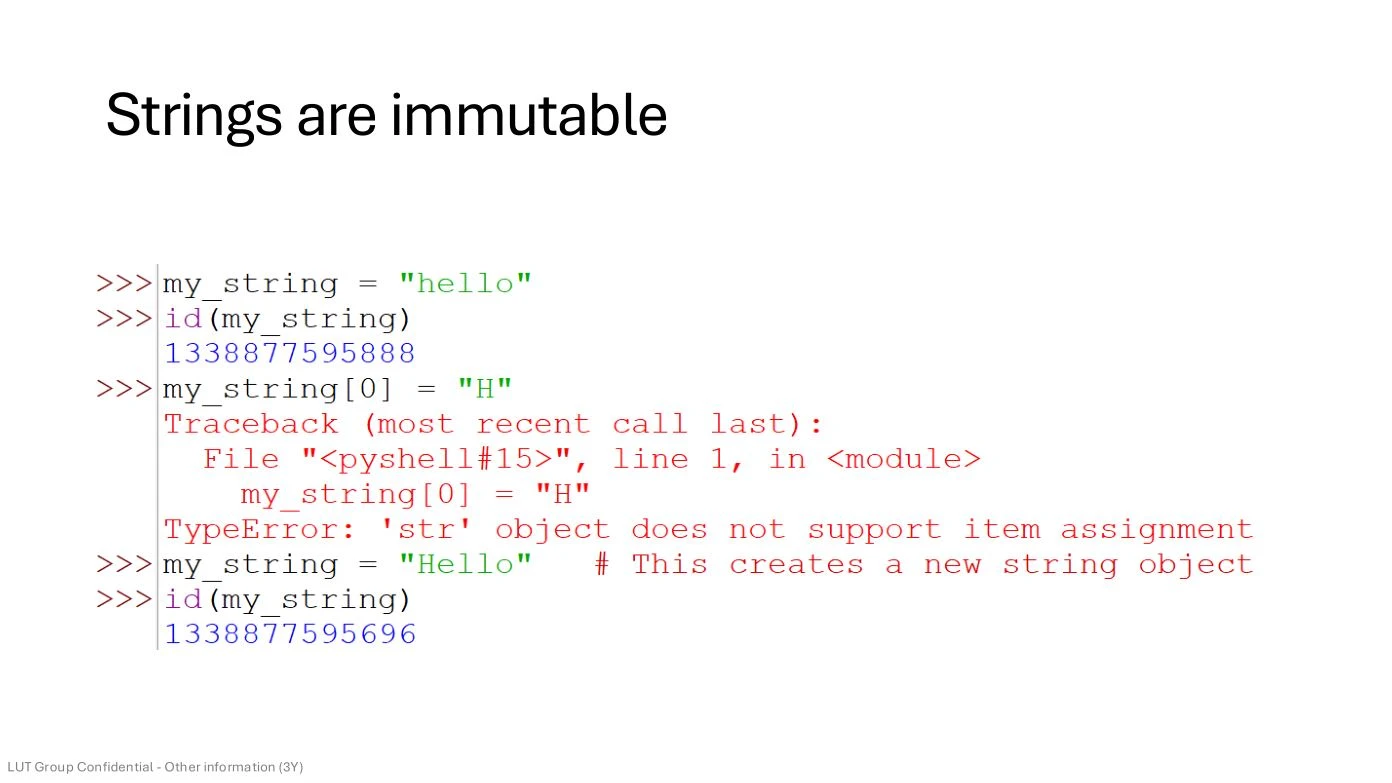 Strings are immutable
>>> my_string = "hello"
>>> id(my_string)
1338877595888
>>> my_string[0] = "H"
Traceback (most recent call last):
  File "<pyshell#15>", line 1, in <module>
    my_string[0] = "H"
TypeError: 'str' object does not support item assignment
>>> my_string = "Hello"   # This creates a new string object
>>> id(my_string)
1338877595696
LUT Group Confidential - Other information (3Y)